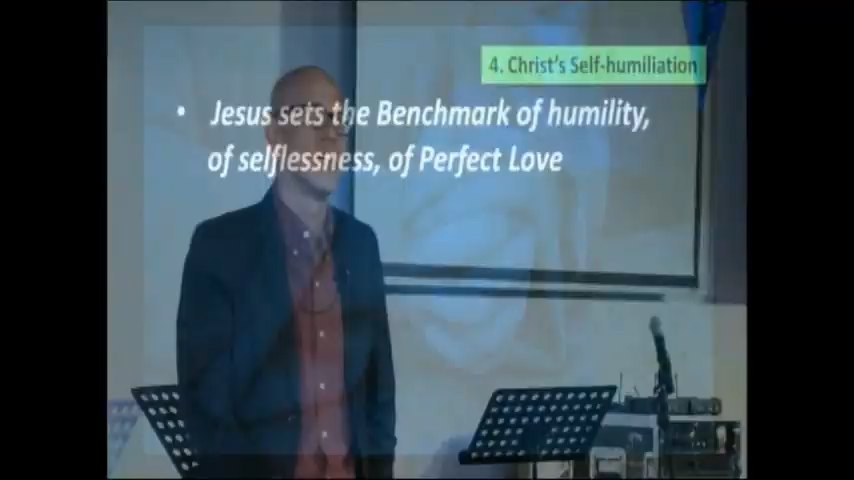 4. Christ's Self-humiliation
• Jesus sets the Benchmark of humility,
of selflessness, of Perfect Love